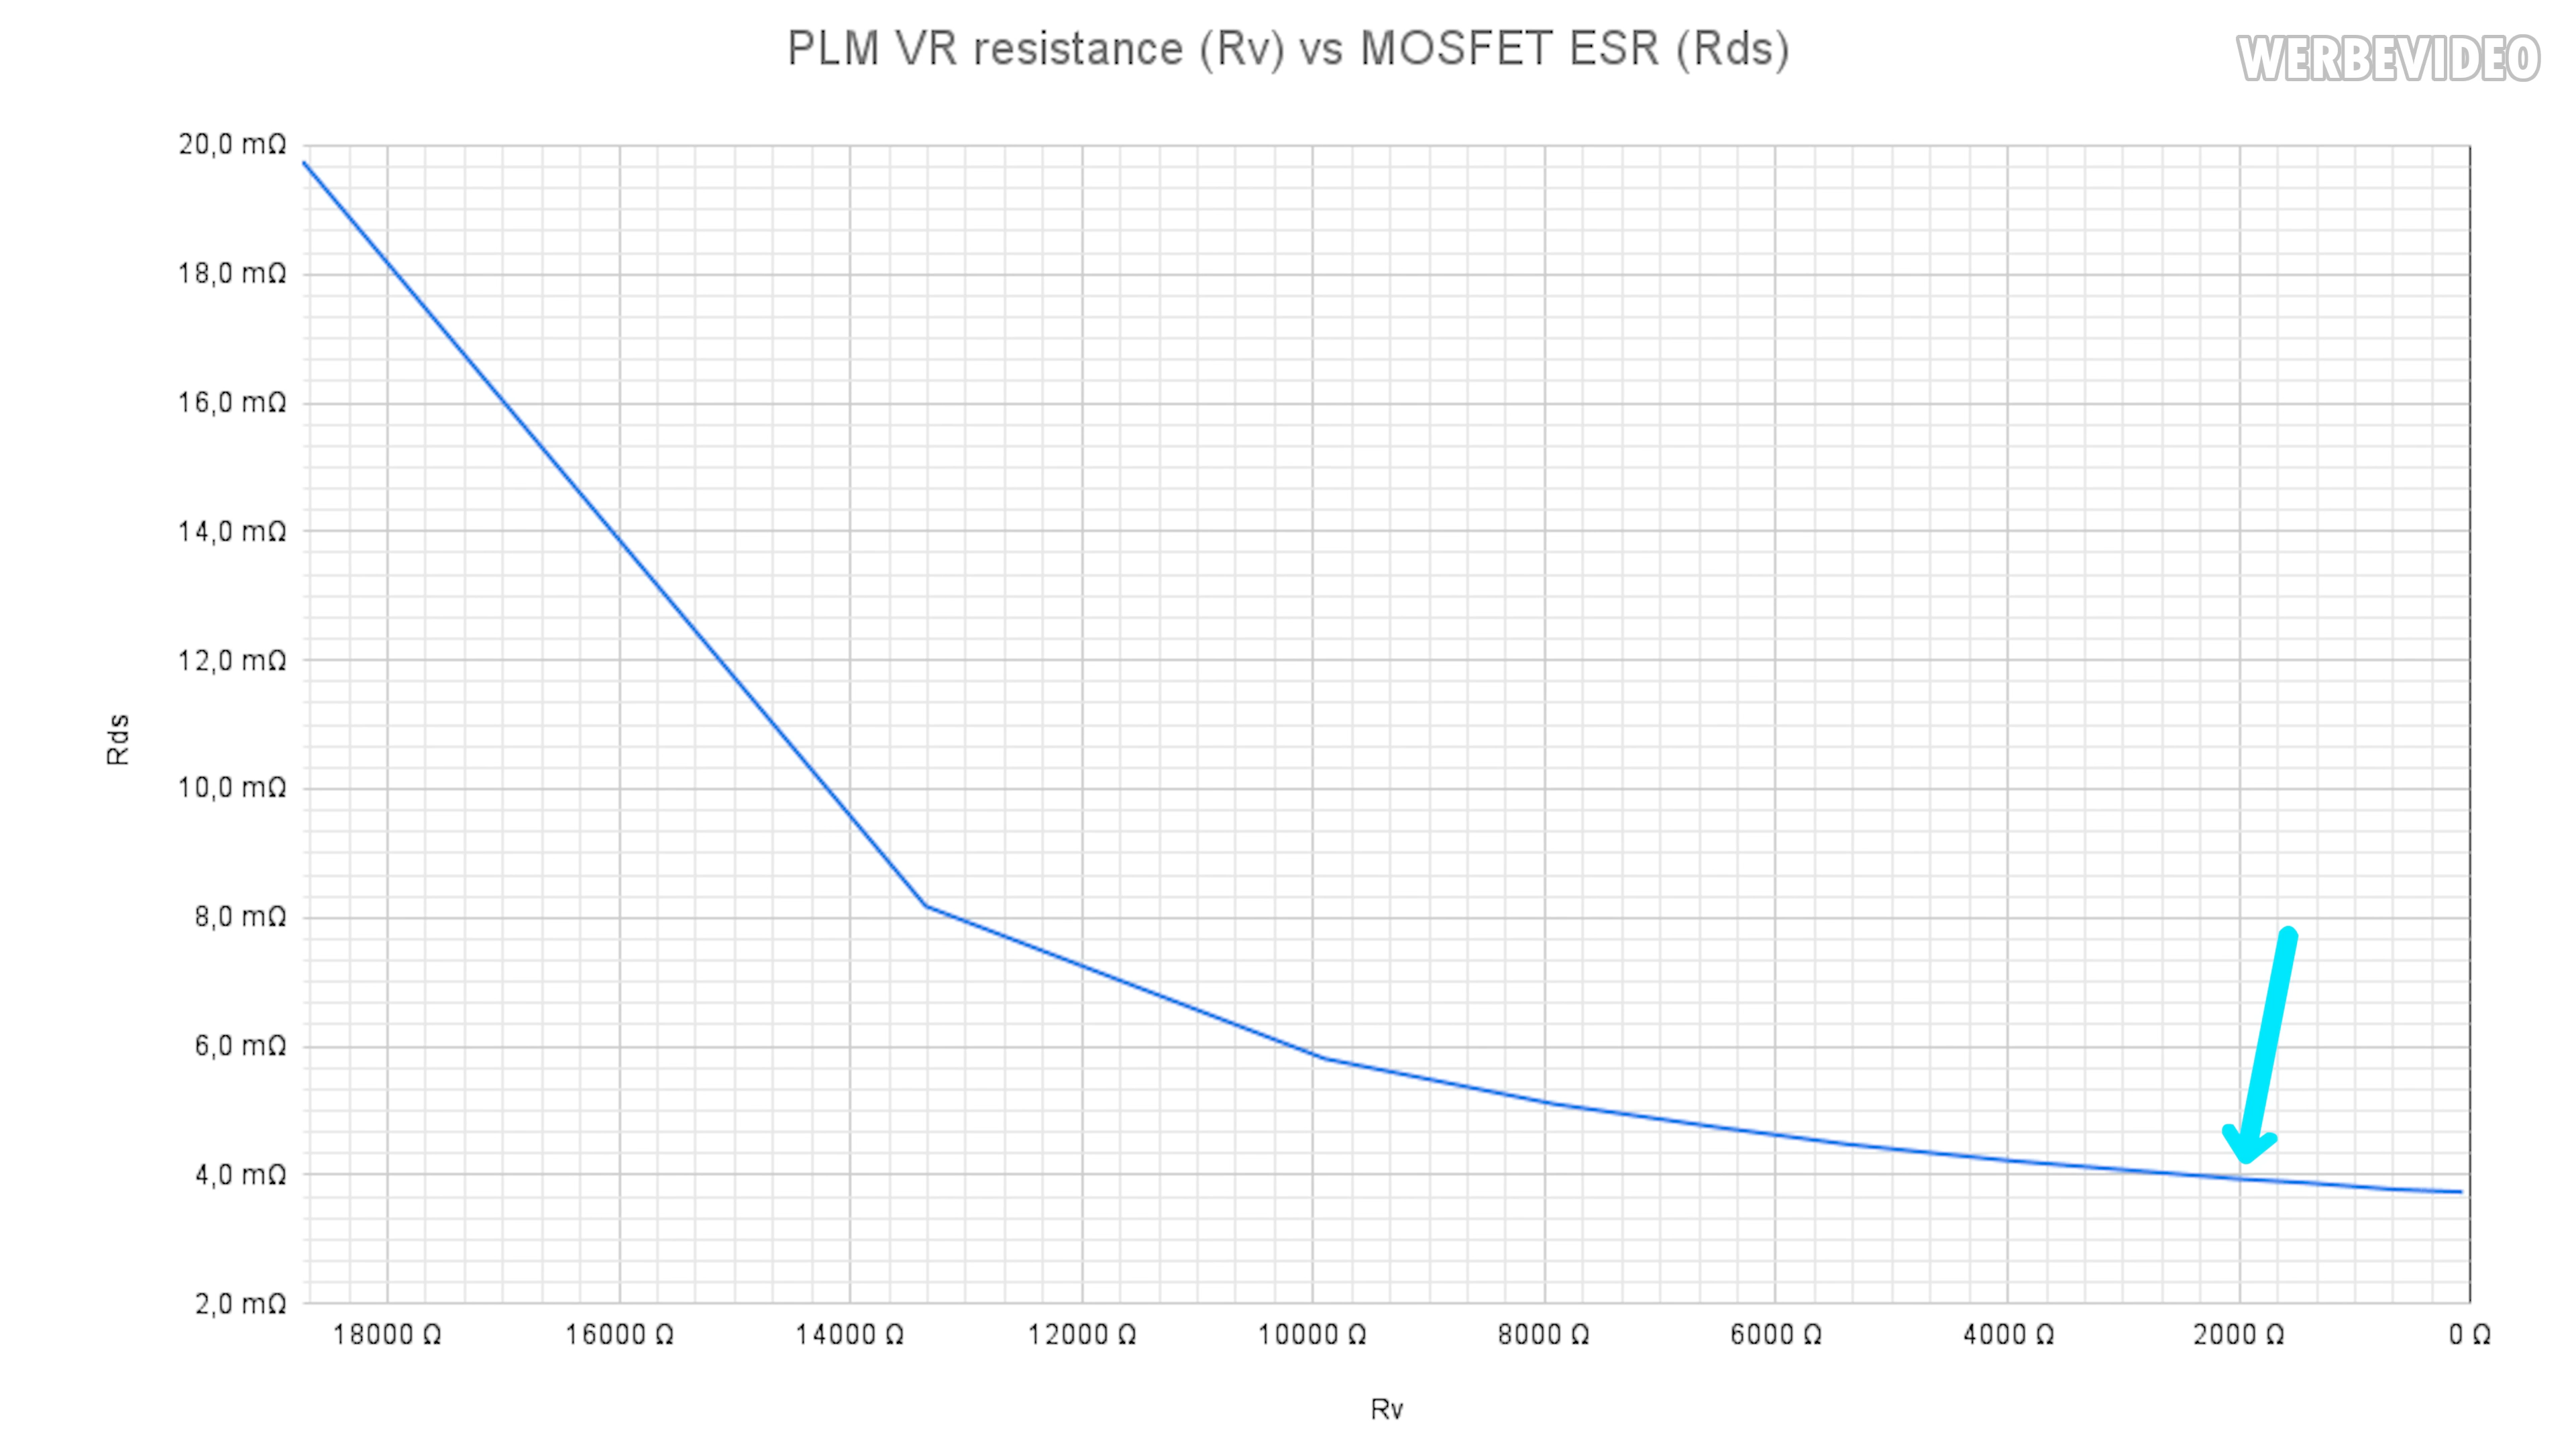 PLM VR resistance (Rv) vs MOSFET ESR (Rds)
WERBEVIDEO
20,0 mΩ
18,0 mΩ
16,0 mΩ
14,0 mΩ
12,0 mΩ
10,0 mΩ
8,0 mΩ
6,0 mΩ
4,0 mΩ
2,0 mΩ
Rds
18000 Ω 16000 Ω 14000 Ω 12000 Ω 10000 Ω 8000 Ω 6000 Ω 4000 Ω 2000 Ω 0 Ω
Rv